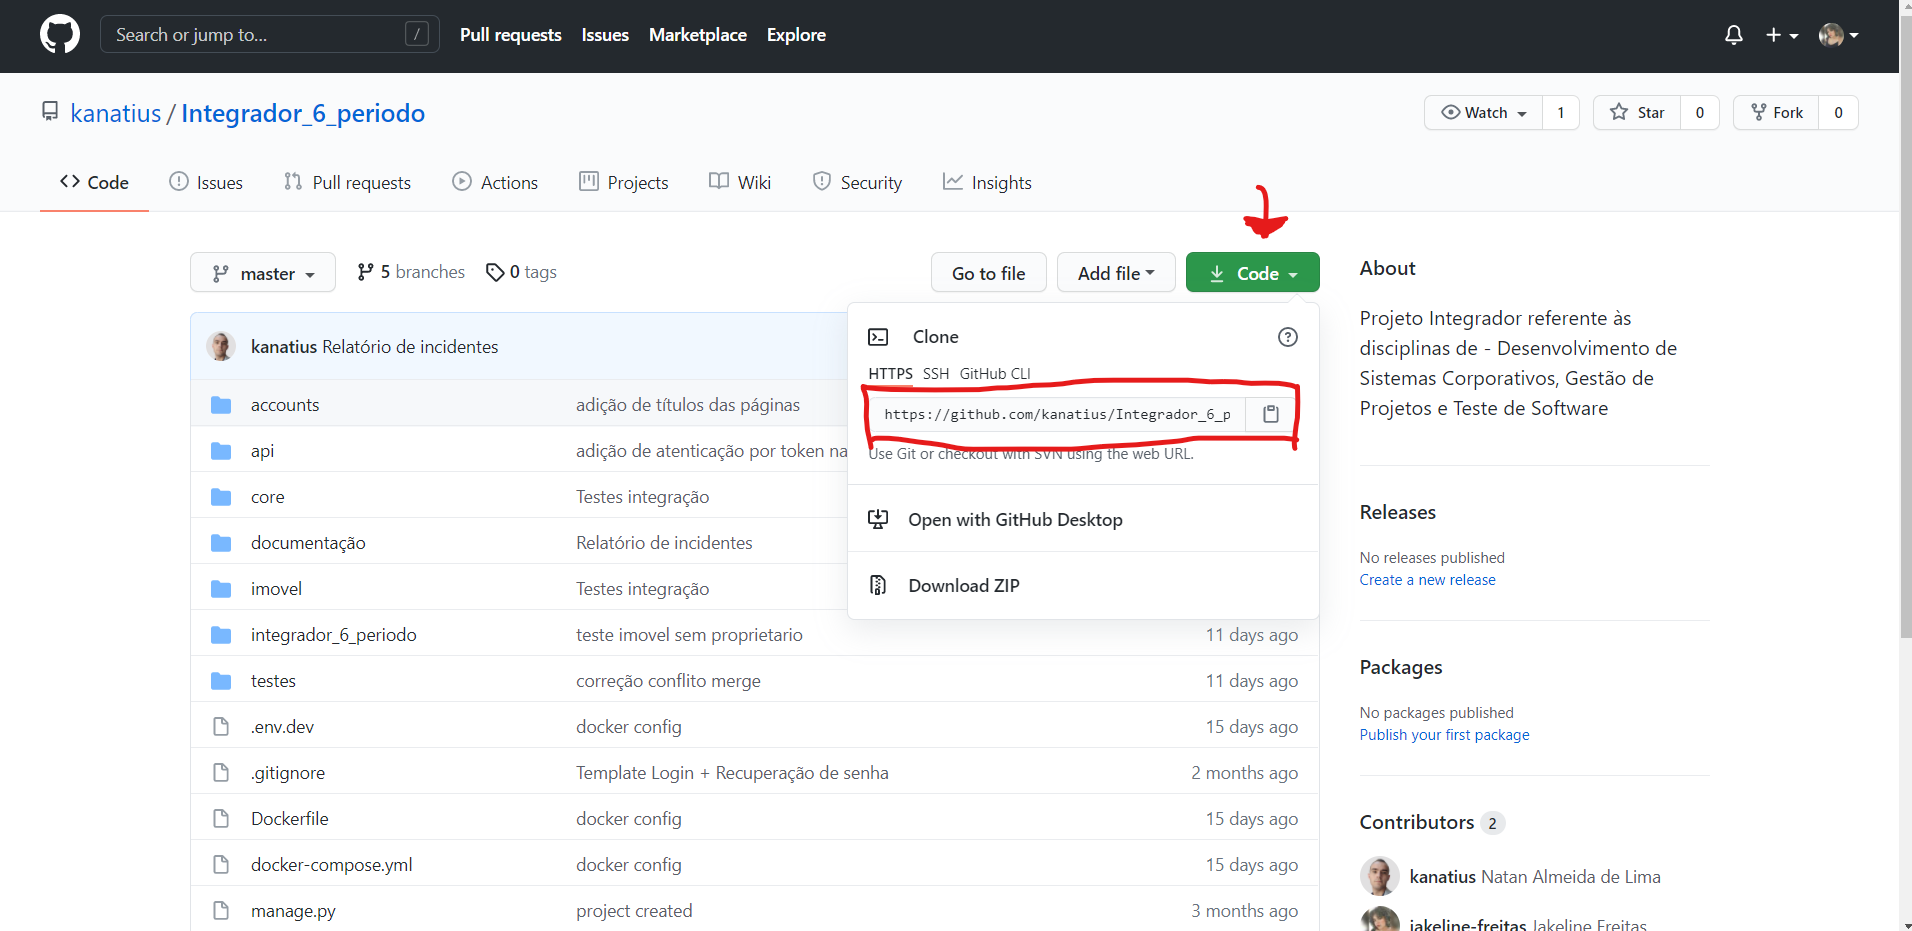 Search or jump to... /
Pull requests Issues Marketplace Explore
kanatius / Integrador_6_periodo
Watch 1 Star 0 Fork 0
Code Issues Pull requests Actions Projects Wiki Security Insights
master 5 branches 0 tags
Go to file Add file Code
Clone
HTTPS SSH GitHub CLI
https://github.com/kanatius/Integrador_6_p
Use Git or checkout with SVN using the web URL.
Open with GitHub Desktop
Download ZIP
kanatius Relatório de incidentes
accounts adição de títulos das páginas
api adição de atenticação por token na
core Testes integração
documentação Relatório de incidentes
imovel Testes integração
integrador_6_periodo teste imovel sem proprietario 11 days ago
testes correção conflito merge 11 days ago
.env.dev docker config 15 days ago
.gitignore Template Login + Recuperação de senha 2 months ago
Dockerfile docker config 15 days ago
docker-compose.yml docker config 15 days ago
manage.py project created 3 months ago
About
Projeto Integrador referente às
disciplinas de - Desenvolvimento de
Sistemas Corporativos, Gestão de
Projetos e Teste de Software
Releases
No releases published
Create a new release
Packages
No packages published
Publish your first package
Contributors 2
kanatius Natan Almeida de Lima
jakeline-freitas Jakeline Freitas